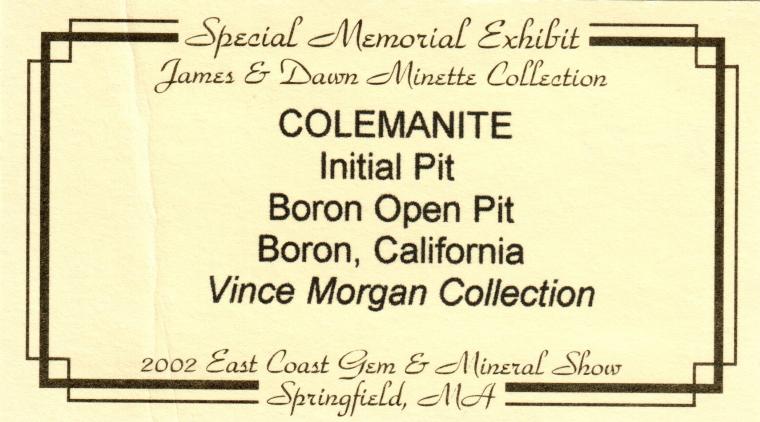 Special Memorial Exhibit
James & Dawn Minette Collection
COLEMANITE
Initial Pit
Boron Open Pit
Boron, California
Vince Morgan Collection
2002 East Coast Gem & Mineral Show
Springfield, MA